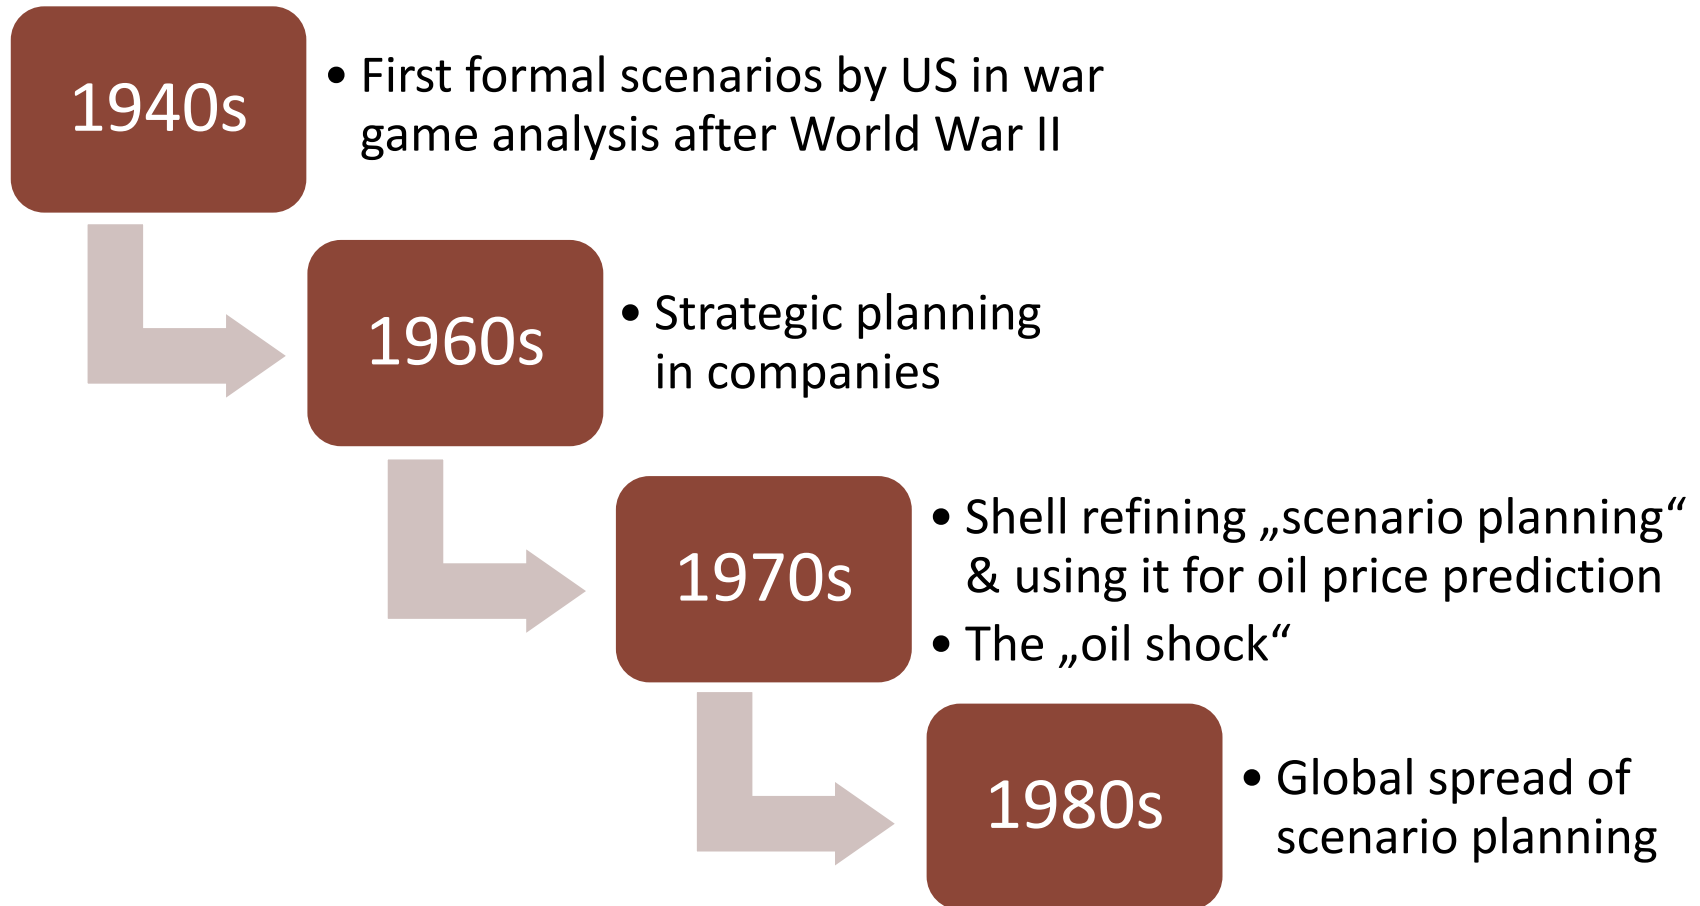 1940s
• First formal scenarios by US in war
game analysis after World War II
1960s
• Strategic planning
in companies
1970s
• Shell refining „scenario planning“
& using it for oil price prediction
• The „oil shock“
1980s
• Global spread of
scenario planning